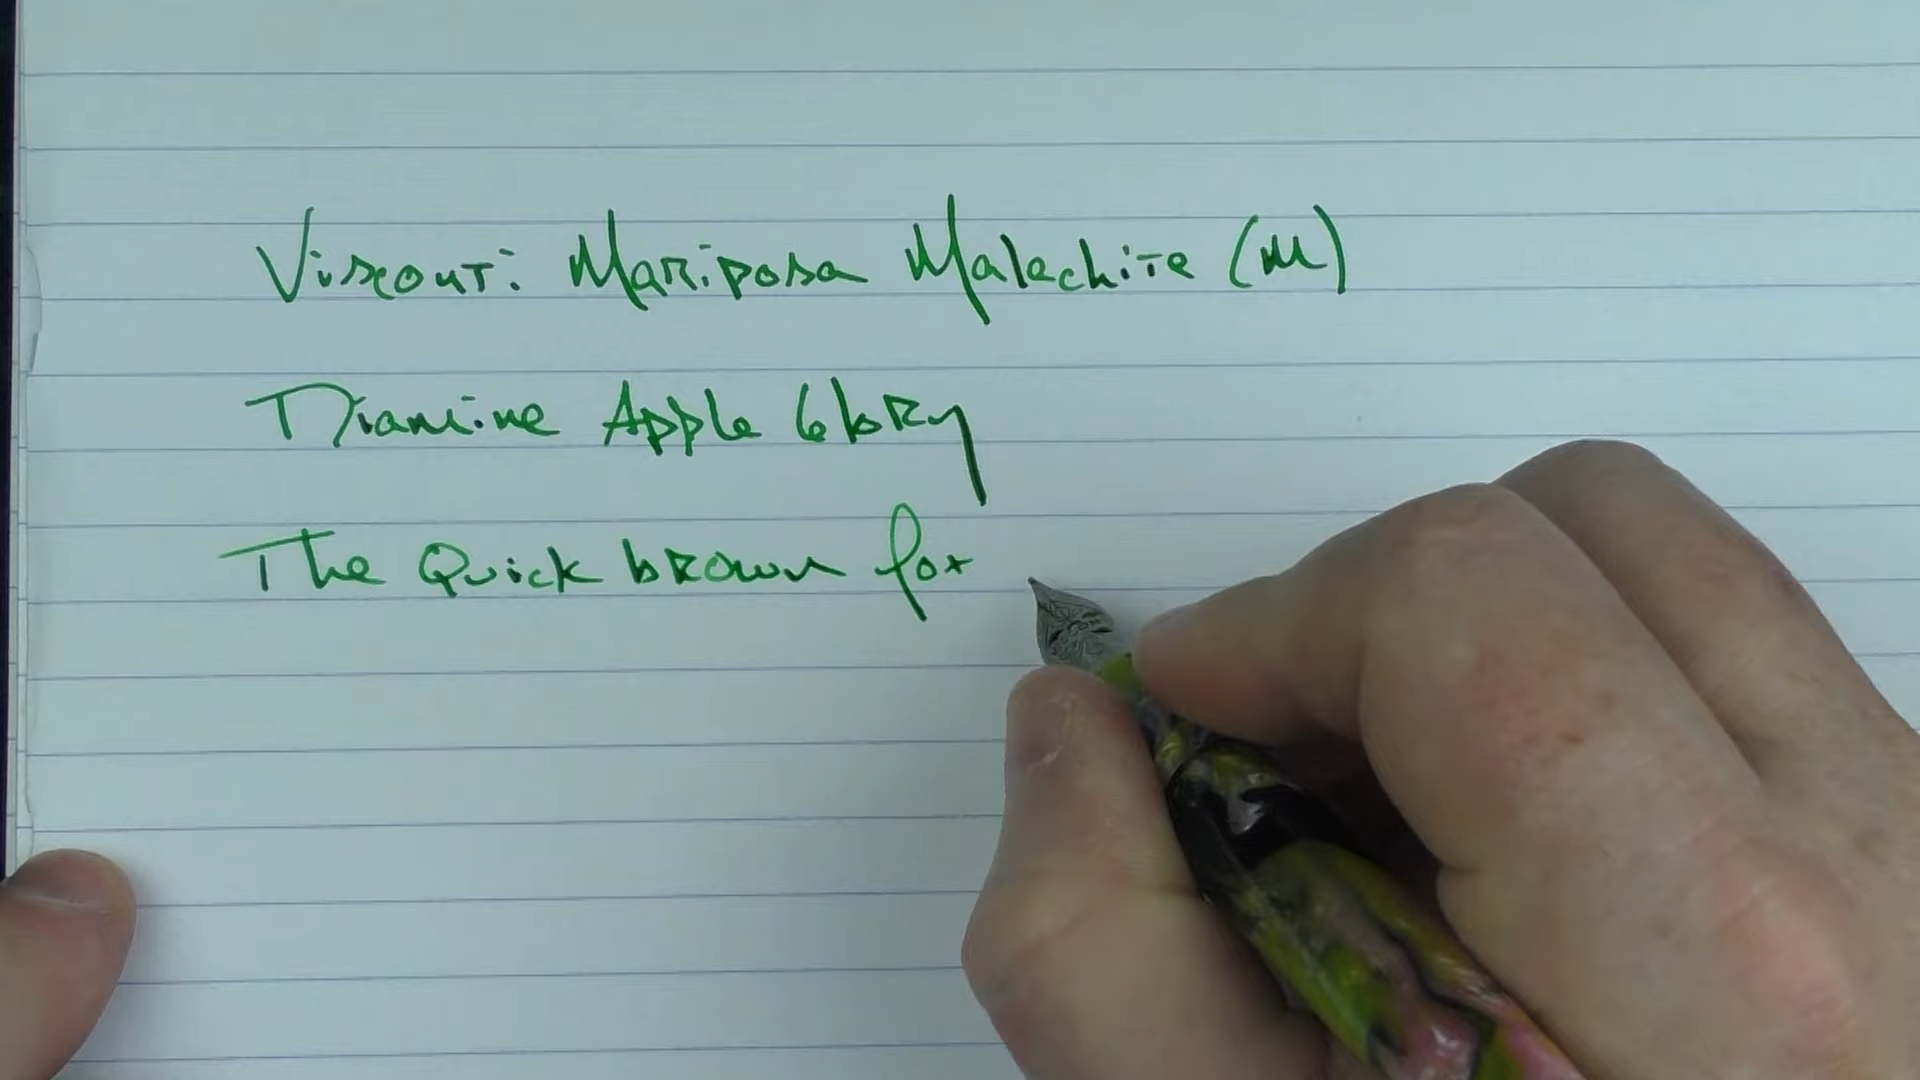 Visconti Mariposa Malachite (M)
Diamine Apple Glory
The Quick brown fox